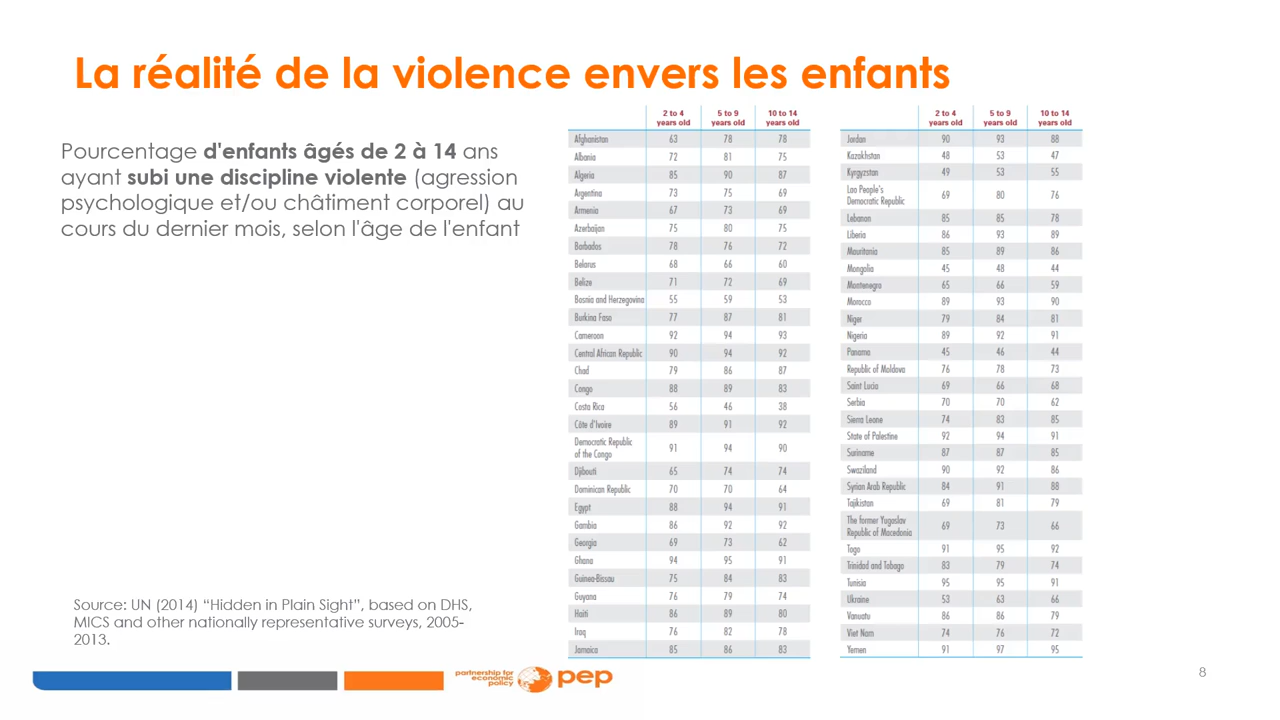 La réalité de la violence envers les enfants
Pourcentage d'enfants âgés de 2 à 14 ans
ayant subi une discipline violente (agression
psychologique et/ou châtiment corporel) au
cours du dernier mois, selon l'âge de l'enfant
2 to 4 years old 5 to 9 years old 10 to 14 years old
Afghanistan 63 78 78
Albania 72 81 75
Algeria 85 90 87
Argentina 73 75 69
Armenia 67 73 69
Azerbaijan 75 80 75
Barbados 78 76 72
Belarus 68 66 60
Belize 71 72 69
Bosnia and Herzegovina 55 59 53
Burkina Faso 77 87 81
Cameroon 92 94 93
Central African Republic 90 94 92
Chad 79 86 87
Congo 88 89 83
Costa Rica 56 46 38
Côte d'Ivoire 89 91 92
Democratic Republic
of the Congo 91 94 90
Djibouti 65 74 74
Dominican Republic 70 70 64
Egypt 88 94 91
Gambia 86 92 92
Georgia 69 73 62
Ghana 94 95 91
Guinea-Bissau 75 84 83
Guyana 76 79 74
Haiti 86 89 80
Iraq 76 82 78
Jamaica 85 86 83
2 to 4 years old 5 to 9 years old 10 to 14 years old
Jordan 90 93 88
Kazakhstan 48 53 47
Kyrgyzstan 49 53 55
Lao People's
Democratic Republic 69 80 76
Lebanon 85 85 78
Liberia 86 93 89
Mauritania 85 89 86
Mongolia 45 48 44
Montenegro 65 66 59
Morocco 89 93 90
Niger 79 84 81
Nigeria 89 92 91
Panama 45 46 44
Republic of Moldova 76 78 73
Saint Lucia 69 66 68
Serbia 70 70 62
Sierra Leone 74 83 85
State of Palestine 92 94 91
Suriname 87 87 85
Swaziland 90 92 86
Syrian Arab Republic 84 91 88
Tajikistan 69 81 79
The former Yugoslav
Republic of Macedonia 69 73 66
Togo 91 95 92
Trinidad and Tobago 83 79 74
Tunisia 95 95 91
Ukraine 53 63 66
Vanuatu 86 86 79
Viet Nam 74 76 72
Yemen 91 97 95
Source: UN (2014) “Hidden in Plain Sight”, based on DHS,
MICS and other nationally representative surveys, 2005-
2013.
partnership for
economic
policy
pep
8